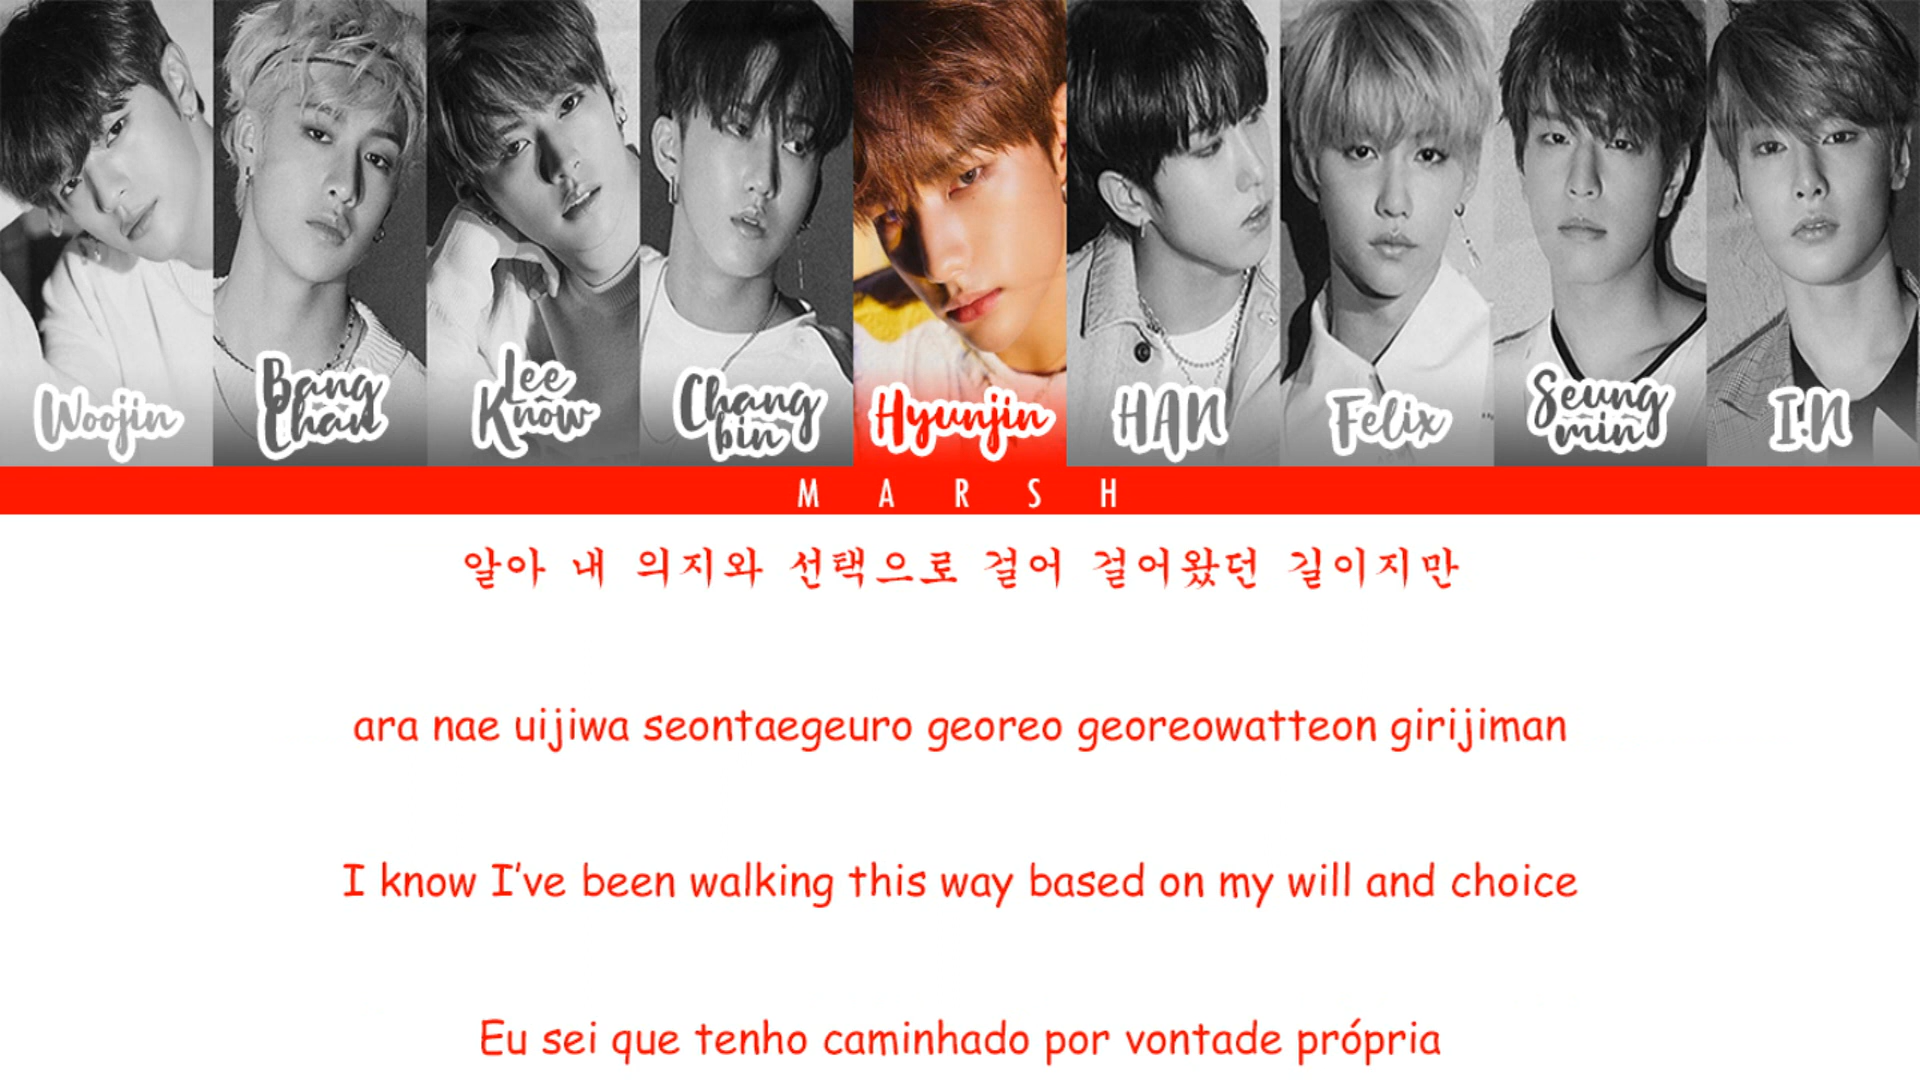 Woojin
Bang
Chan
Lee
Know
Chang
bin
Hyunjin
HAN
Felix
Seung
min
I.N
MARSH
알아 내 의지와 선택으로 걸어 걸어왔던 길이지만
ara nae uijiwa seontaegeuro georeo georeowatteon girijiman
I know I've been walking this way based on my will and choice
Eu sei que tenho caminhado por vontade própria